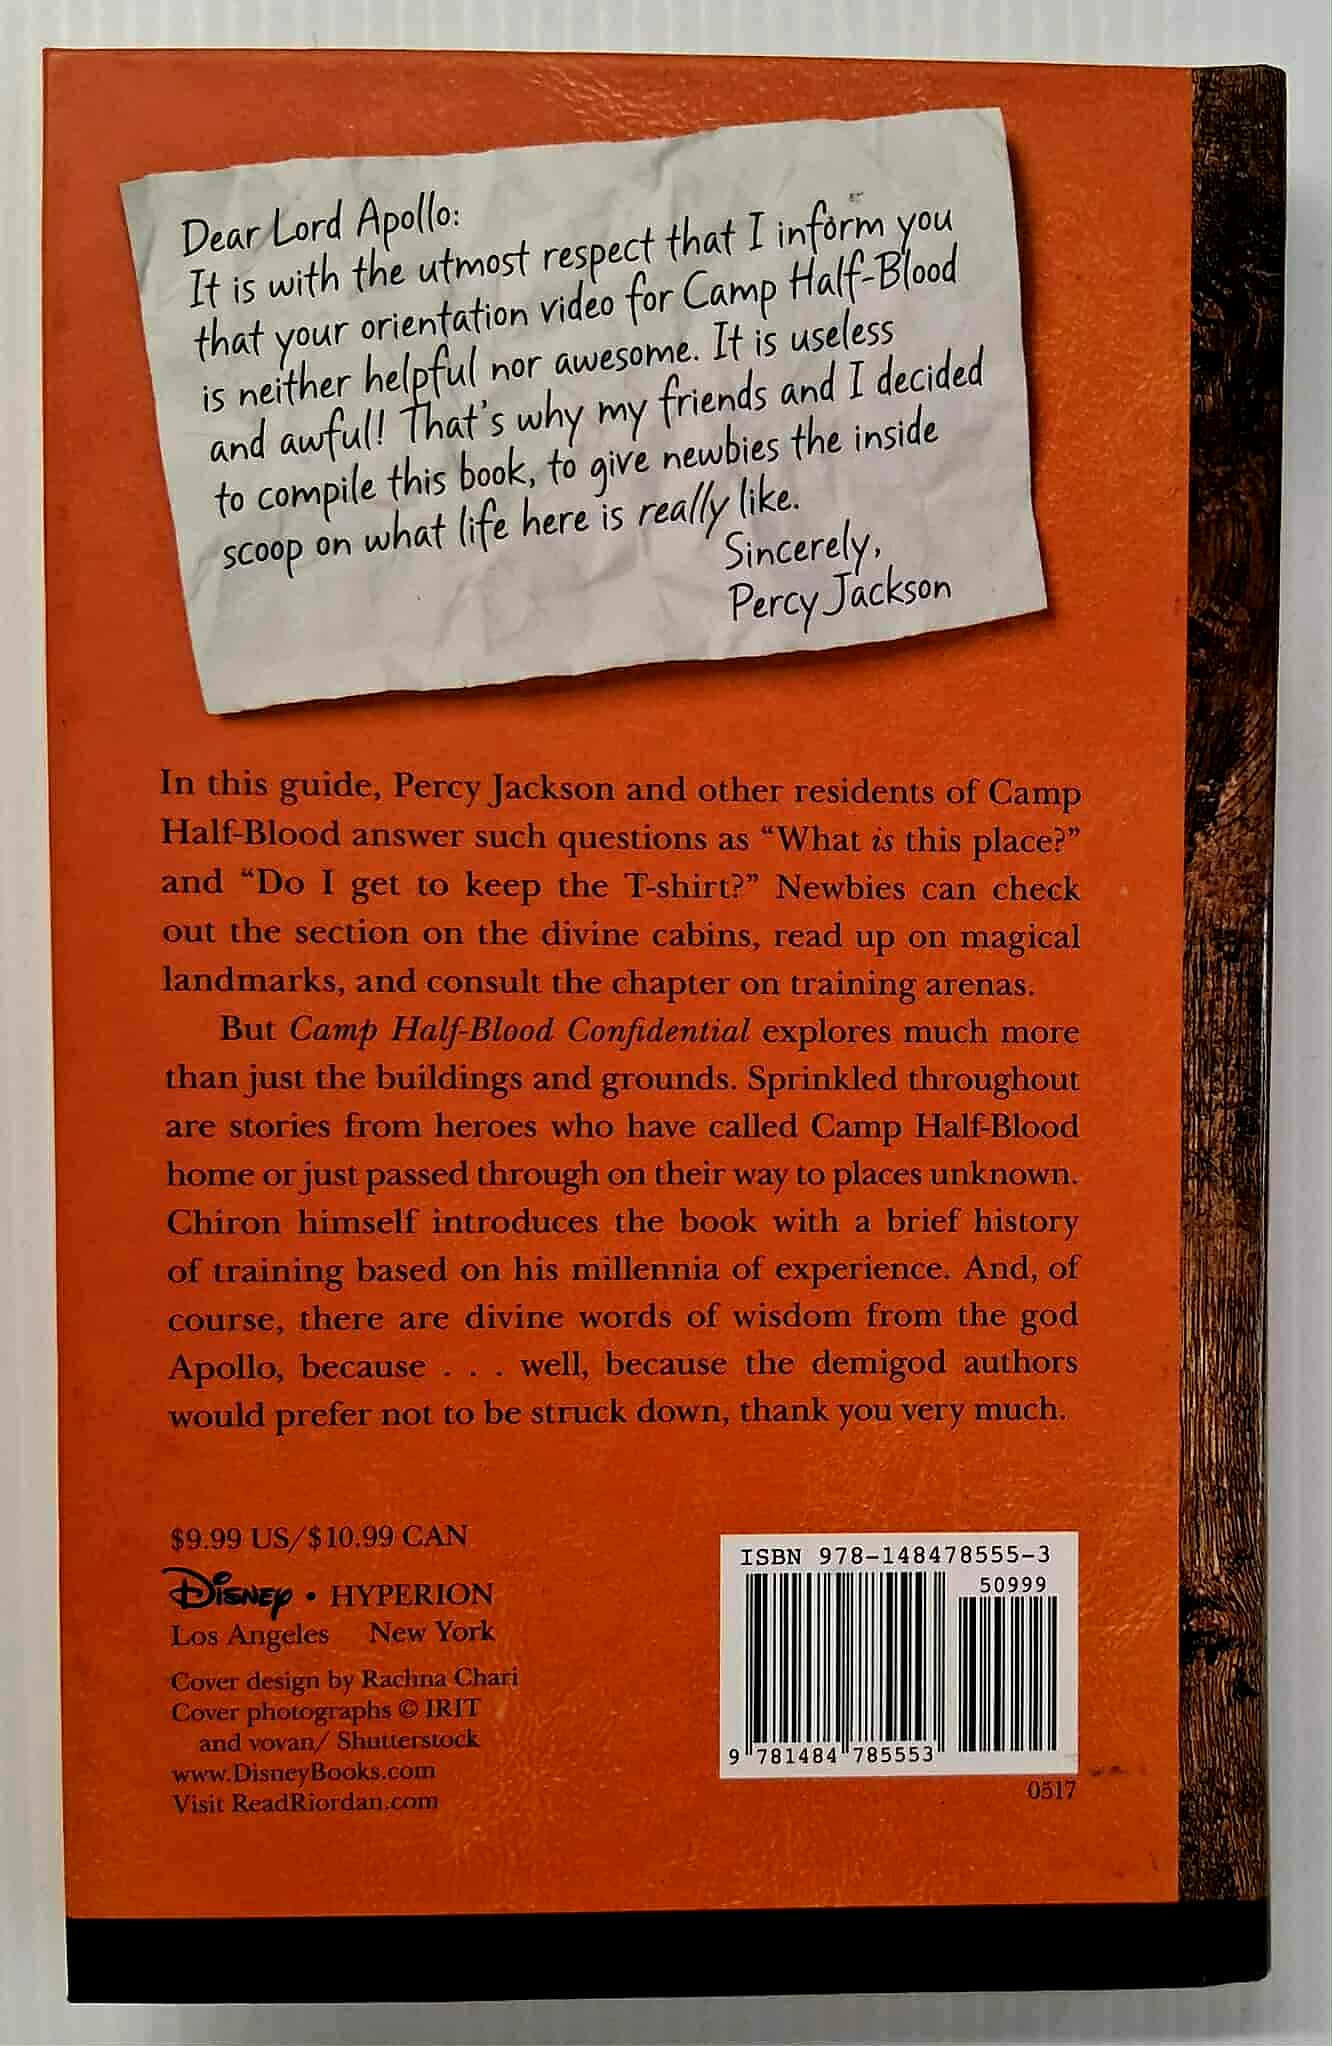 Dear Lord Apollo:
It is with the utmost respect that I inform you
that your orientation video for Camp Half-Blood
is neither helpful nor awesome. It is useless
and awful! That's why my friends and I decided
to compile this book, to give newbies the inside
scoop on what life here is really like.
Sincerely,
Percy Jackson
In this guide, Percy Jackson and other residents of Camp
Half-Blood answer such questions as “What is this place?”
and “Do I get to keep the T-shirt?” Newbies can check
out the section on the divine cabins, read up on magical
landmarks, and consult the chapter on training arenas.
But Camp Half-Blood Confidential explores much more
than just the buildings and grounds. Sprinkled throughout
are stories from heroes who have called Camp Half-Blood
home or just passed through on their way to places unknown.
Chiron himself introduces the book with a brief history
of training based on his millennia of experience. And, of
course, there are divine words of wisdom from the god
Apollo, because . . . well, because the demigod authors
would prefer not to be struck down, thank you very much.
$9.99 US/$10.99 CAN
Disney • HYPERION
Los Angeles New York
Cover design by Rachna Chari
Cover photographs © IRIT
and vovan/ Shutterstock
www.DisneyBooks.com
Visit ReadRiordan.com
ISBN 978-148478555-3
50999
9 781484 785553
0517